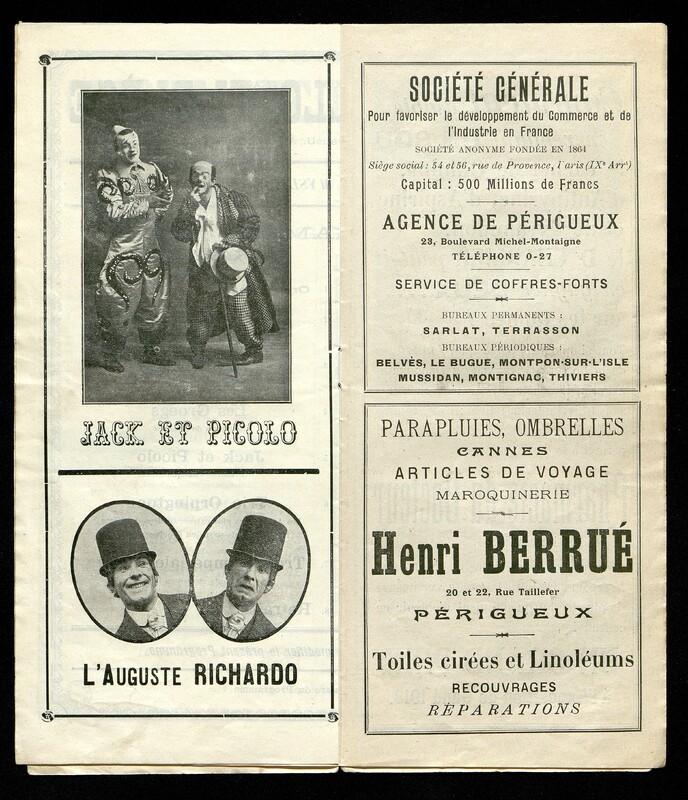 JACK ET PICOLO
L'AUGUSTE RICHARDO
SOCIÉTÉ GÉNÉRALE
Pour favoriser le développement du Commerce et de
l'Industrie en France
SOCIÉTÉ ANONYME FONDÉE EN 1864
Siège social : 54 et 56, rue de Provence, Paris (IXe Arrt)
Capital : 500 Millions de Francs
AGENCE DE PÉRIGUEUX
23, Boulevard Michel-Montaigne
TÉLÉPHONE 0-27
SERVICE DE COFFRES-FORTS
BUREAUX PERMANENTS :
SARLAT, TERRASSON
BUREAUX PÉRIODIQUES :
BELVÈS, LE BUGUE, MONTPON-SUR-L'ISLE
MUSSIDAN, MONTIGNAC, THIVIERS
PARAPLUIES, OMBRELLES
CANNES
ARTICLES DE VOYAGE
MAROQUINERIE
Henri BERRUÉ
20 et 22, Rue Taillefer
PÉRIGUEUX
Toiles cirées et Linoléums
RECOUVRAGES
RÉPARATIONS